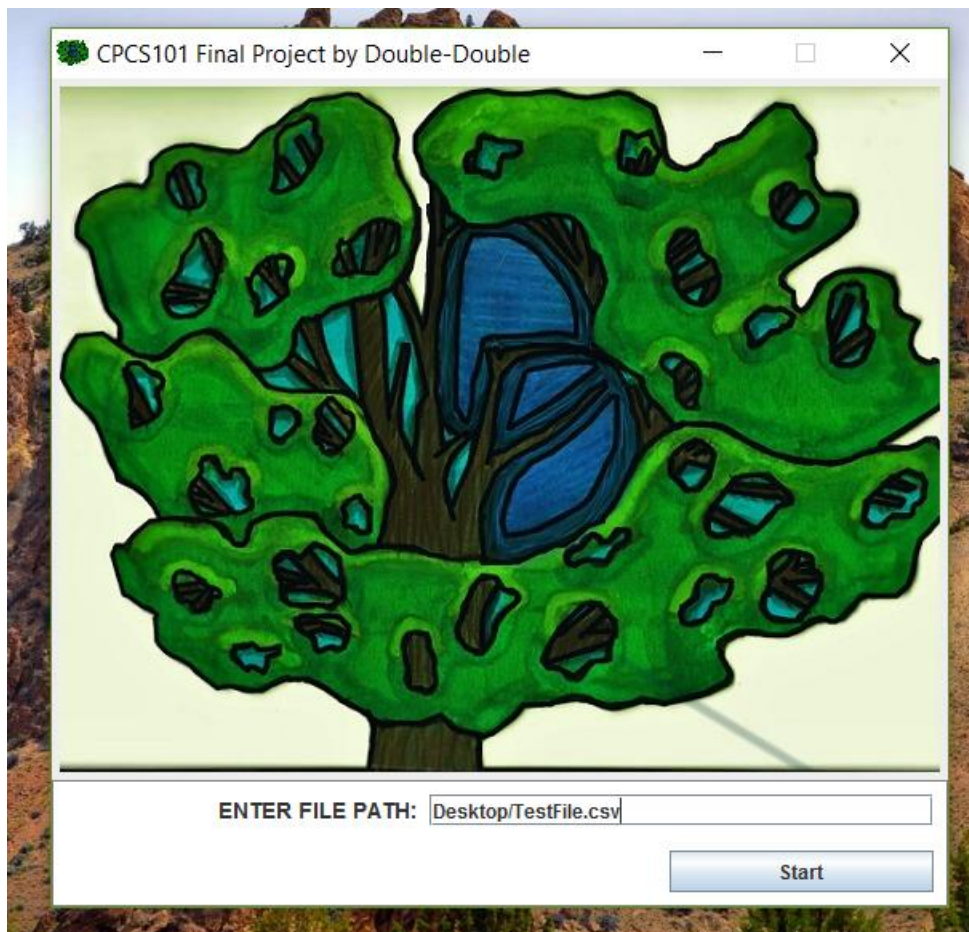 CPCS101 Final Project by Double-Double
ENTER FILE PATH: Desktop/TestFile.csv
Start